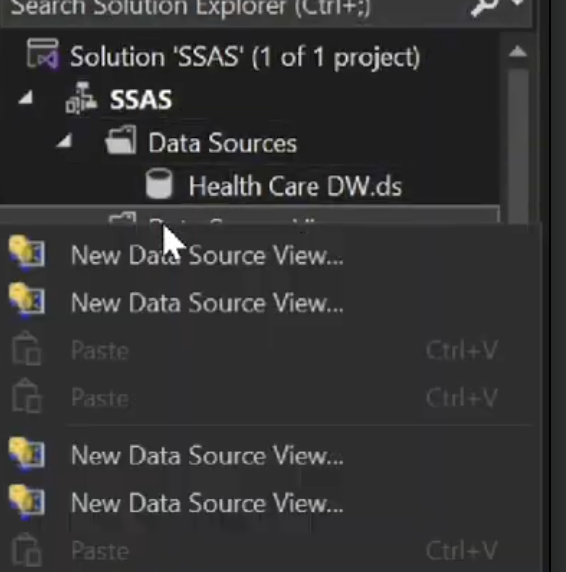 Search Solution Explorer (Ctrl+;)
Solution 'SSAS' (1 of 1 project)
SSAS
Data Sources
Health Care DW.ds
New Data Source View...
New Data Source View...
Paste Ctrl+V
Paste Ctrl+V
New Data Source View...
New Data Source View...
Paste Ctrl+V